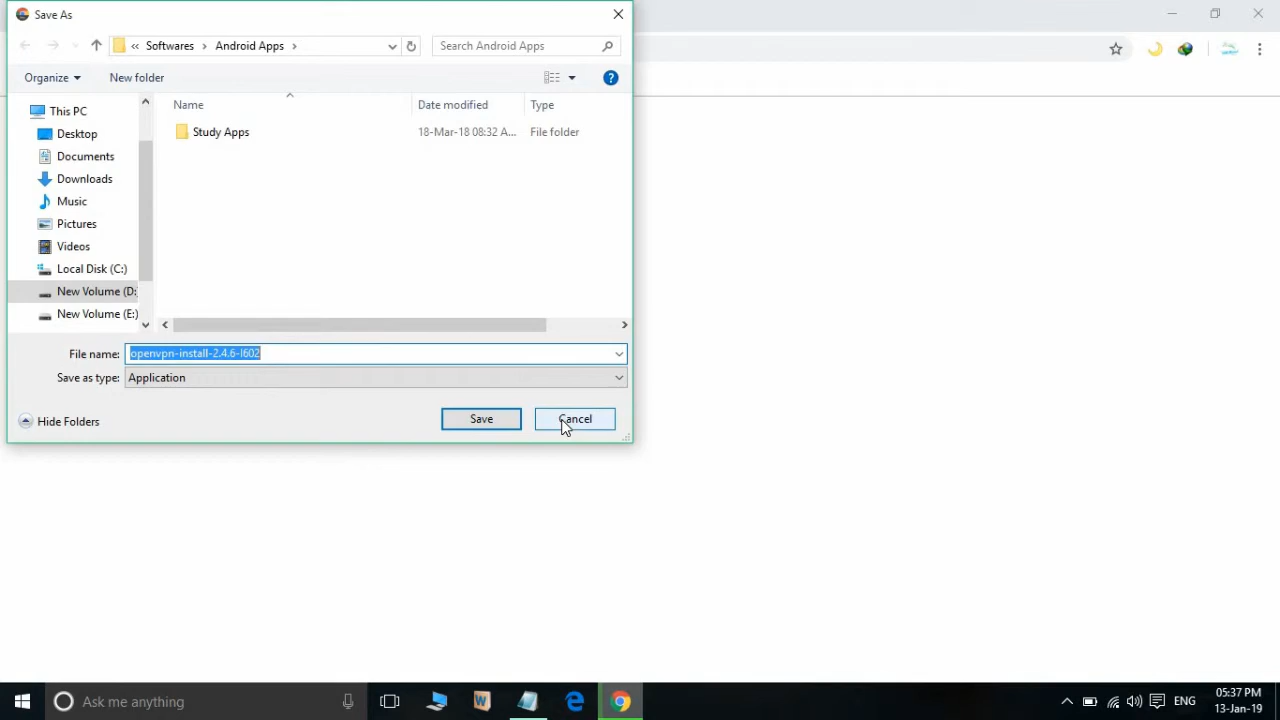 Save As
« Softwares > Android Apps >
Search Android Apps
Organize
New folder
Name
Date modified
Type
Study Apps
18-Mar-18 08:32 A...
File folder
This PC
Desktop
Documents
Downloads
Music
Pictures
Videos
Local Disk (C:)
New Volume (D:
New Volume (E:)
File name:
openvpn-install-2.4.6-I602
Save as type:
Application
Hide Folders
Save
Cancel
Ask me anything
ENG
05:37 PM
13-Jan-19